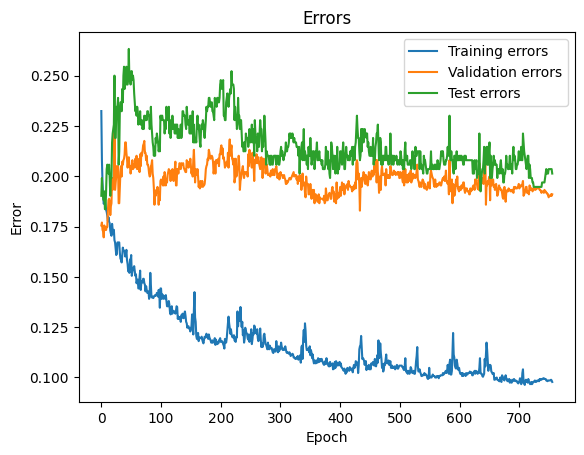 Errors
Training errors
Validation errors
Test errors
0.250
0.225
0.200
0.175
0.150
0.125
0.100
Error
0
100
200
300
400
500
600
700
Epoch